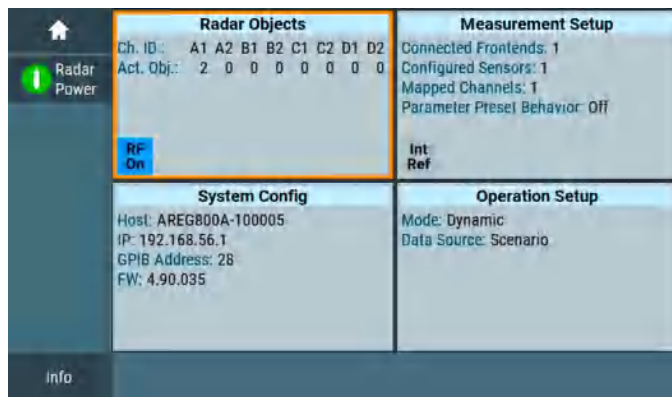 Radar Power
Radar Objects
Ch. ID : A1 A2 B1 B2 C1 C2 D1 D2
Act. Obj.: 2 0 0 0 0 0 0 0
RF
On
Measurement Setup
Connected Frontends: 1
Configured Sensors: 1
Mapped Channels: 1
Parameter Preset Behavior: Off
Int
Ref
System Config
Host: AREG800A-100005
IP: 192.168.56.1
GPIB Address: 28
FW: 4.90.035
Operation Setup
Mode: Dynamic
Data Source: Scenario
Info